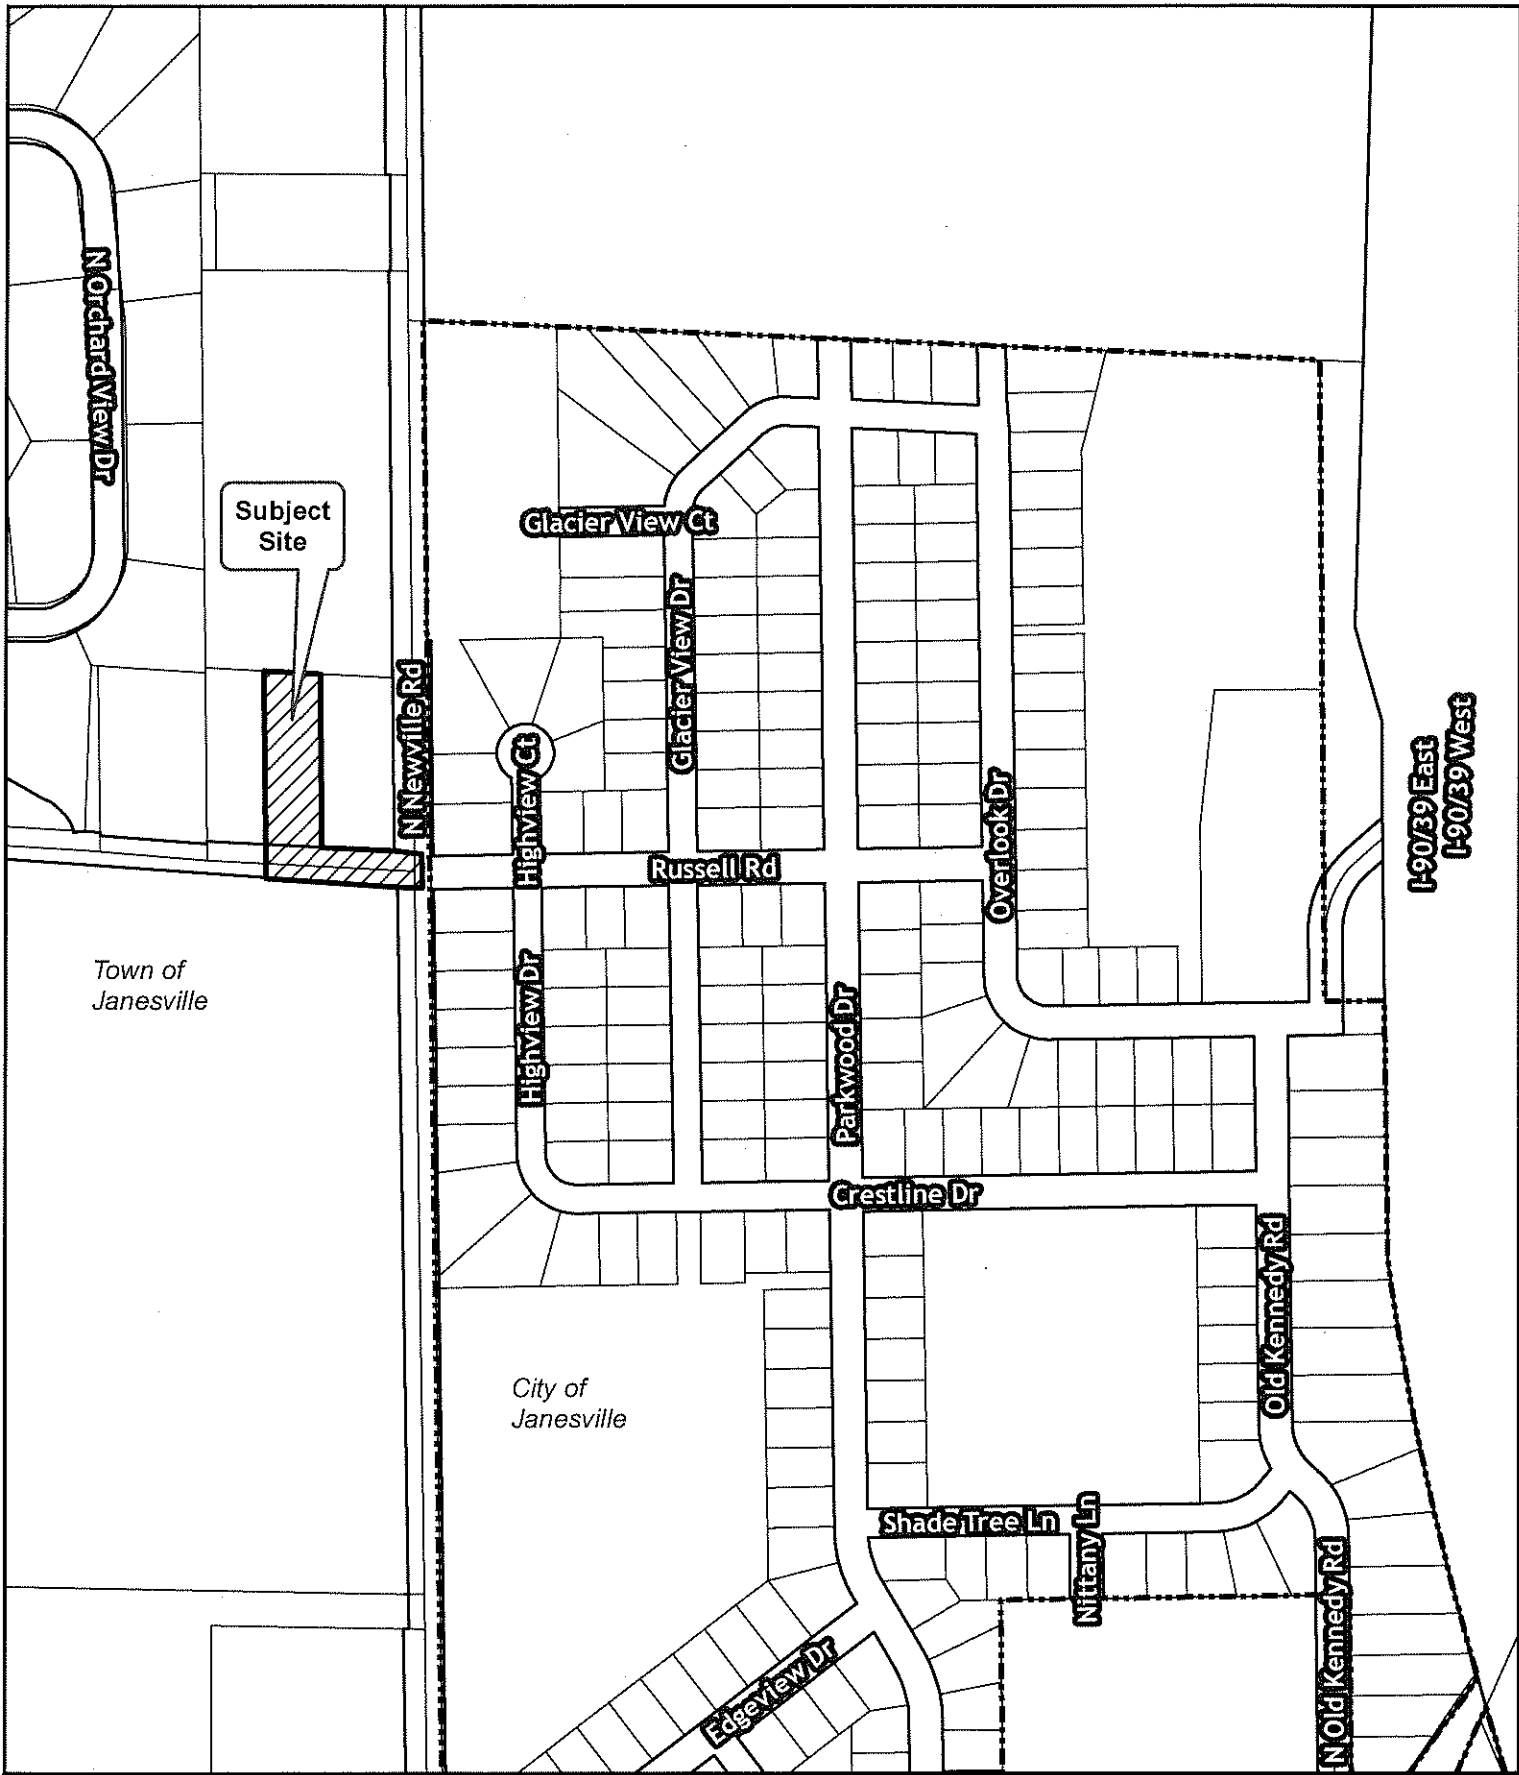 N Orchard View Dr
Subject
Site
Glacier View Ct
Glacier View Dr
N Newville Rd
Highview Ct
Russell Rd
Overlook Dr
I-90/39 East
I-90/39 West
Town of
Janesville
Highview Dr
Parkwood Dr
Crestline Dr
Old Kennedy Rd
City of
Janesville
Shade Tree Ln
Nittany Ln
N Old Kennedy Rd
Edgeview Dr